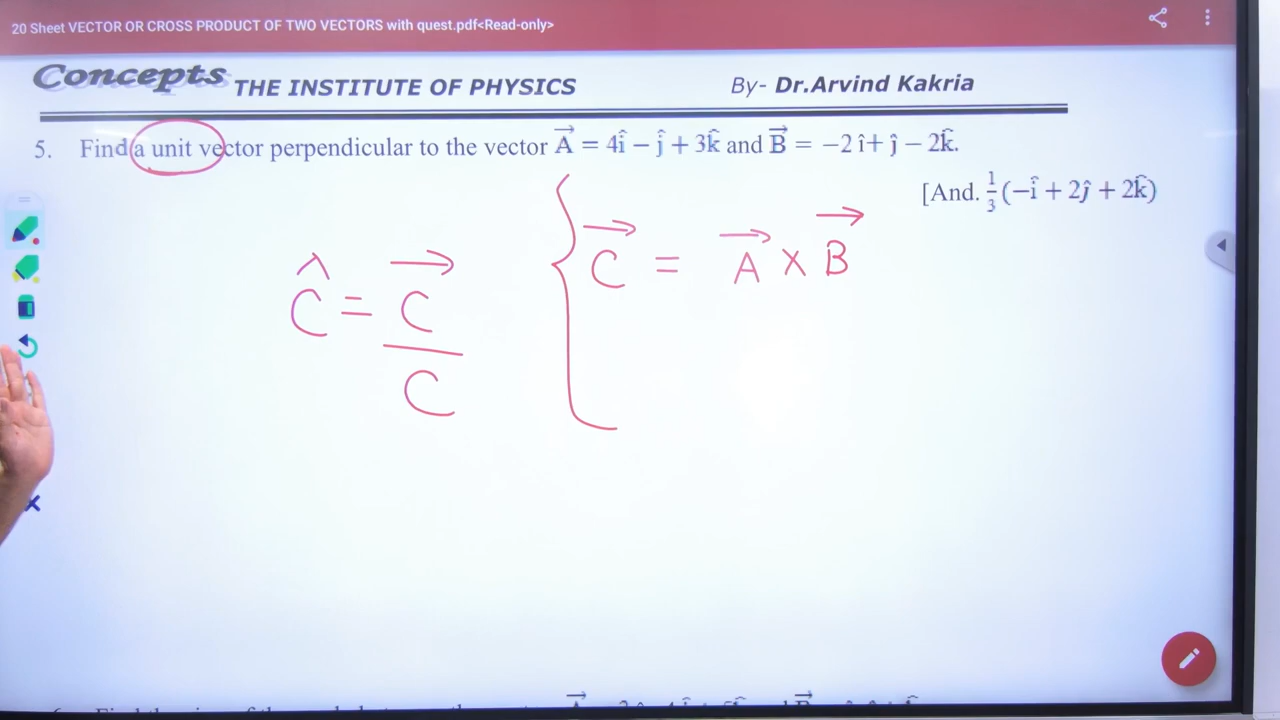 20 Sheet VECTOR OR CROSS PRODUCT OF TWO VECTORS with quest.pdf<Read-only>
Concepts THE INSTITUTE OF PHYSICS By- Dr.Arvind Kakria
5. Find a unit vector perpendicular to the vector A⃗ = 4î − ĵ + 3k̂ and B⃗ = −2 î+ ĵ − 2k̂.
[And. 1/3 (−î + 2ĵ + 2k̂)
Ĉ = C⃗/C { C⃗ = A⃗ × B⃗